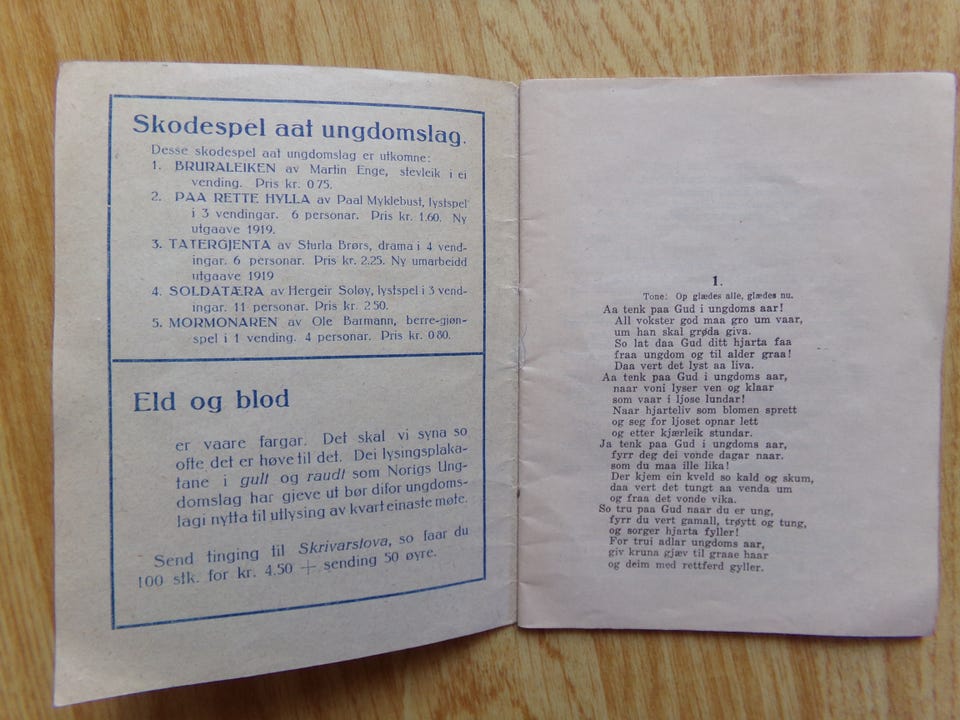 Skodespel aat ungdomslag.
Desse skodespel aat ungdomslag er utkomne:
1. BRURALEIKEN av Martin Enge, stevleik i ei
vending. Pris kr. 0 75.
2. PAA RETTE HYLLA av Paal Myklebust, lystspel
i 3 vendingar. 6 personar. Pris kr. 1.60. Ny
utgaave 1919.
3. TATERGJENTA av Sturla Brørs, drama i 4 vend-
ingar. 6 personar. Pris kr. 2.25. Ny umarbeidd
utgaave 1919
4. SOLDATÆRA av Hergeir Soløy, lystspel i 3 vend-
ingar. 11 personar. Pris kr. 2 50.
5. MORMONAREN av Ole Barmann, berre-gjøn-
spel i 1 vending. 4 personar. Pris kr. 0 80.
Eld og blod
er vaare fargar. Det skal vi syna so
ofte det er høve til det. Dei lysingsplaka-
tane i gult og raudt som Norigs Ung-
domslag har gjeve ut bør difor ungdoms-
lagi nytta til utlysing av kvart einaste møte.
Send tinging til Skrivarstova, so faar du
100 stk. for kr. 4.50 + sending 50 øyre.
1.
Tone: Op glædes alle, glædes nu.
Aa tenk paa Gud i ungdoms aar!
All vokster god maa gro um vaar,
um han skal grøda giva.
So lat daa Gud ditt hjarta faa
fraa ungdom og til alder graa!
Daa vert det lyst aa liva.
Aa tenk paa Gud i ungdoms aar,
naar voni lyser ven og klaar
som vaar i ljose lundar!
Naar hjarteliv som blomen sprett
og seg for ljoset opnar lett
og etter kjærleik stundar.
Ja tenk paa Gud i ungdoms aar,
fyrr deg dei vonde dagar naar.
som du maa ille lika!
Der kjem ein kveld so kald og skum,
daa vert det tungt aa venda um
og fraa det vonde vika.
So tru paa Gud naar du er ung,
fyrr du vert gamall, trøytt og tung,
og sorger hjarta fyller!
For trui adlar ungdoms aar,
giv kruna gjæv til graae haar
og deim med rettferd gyller.